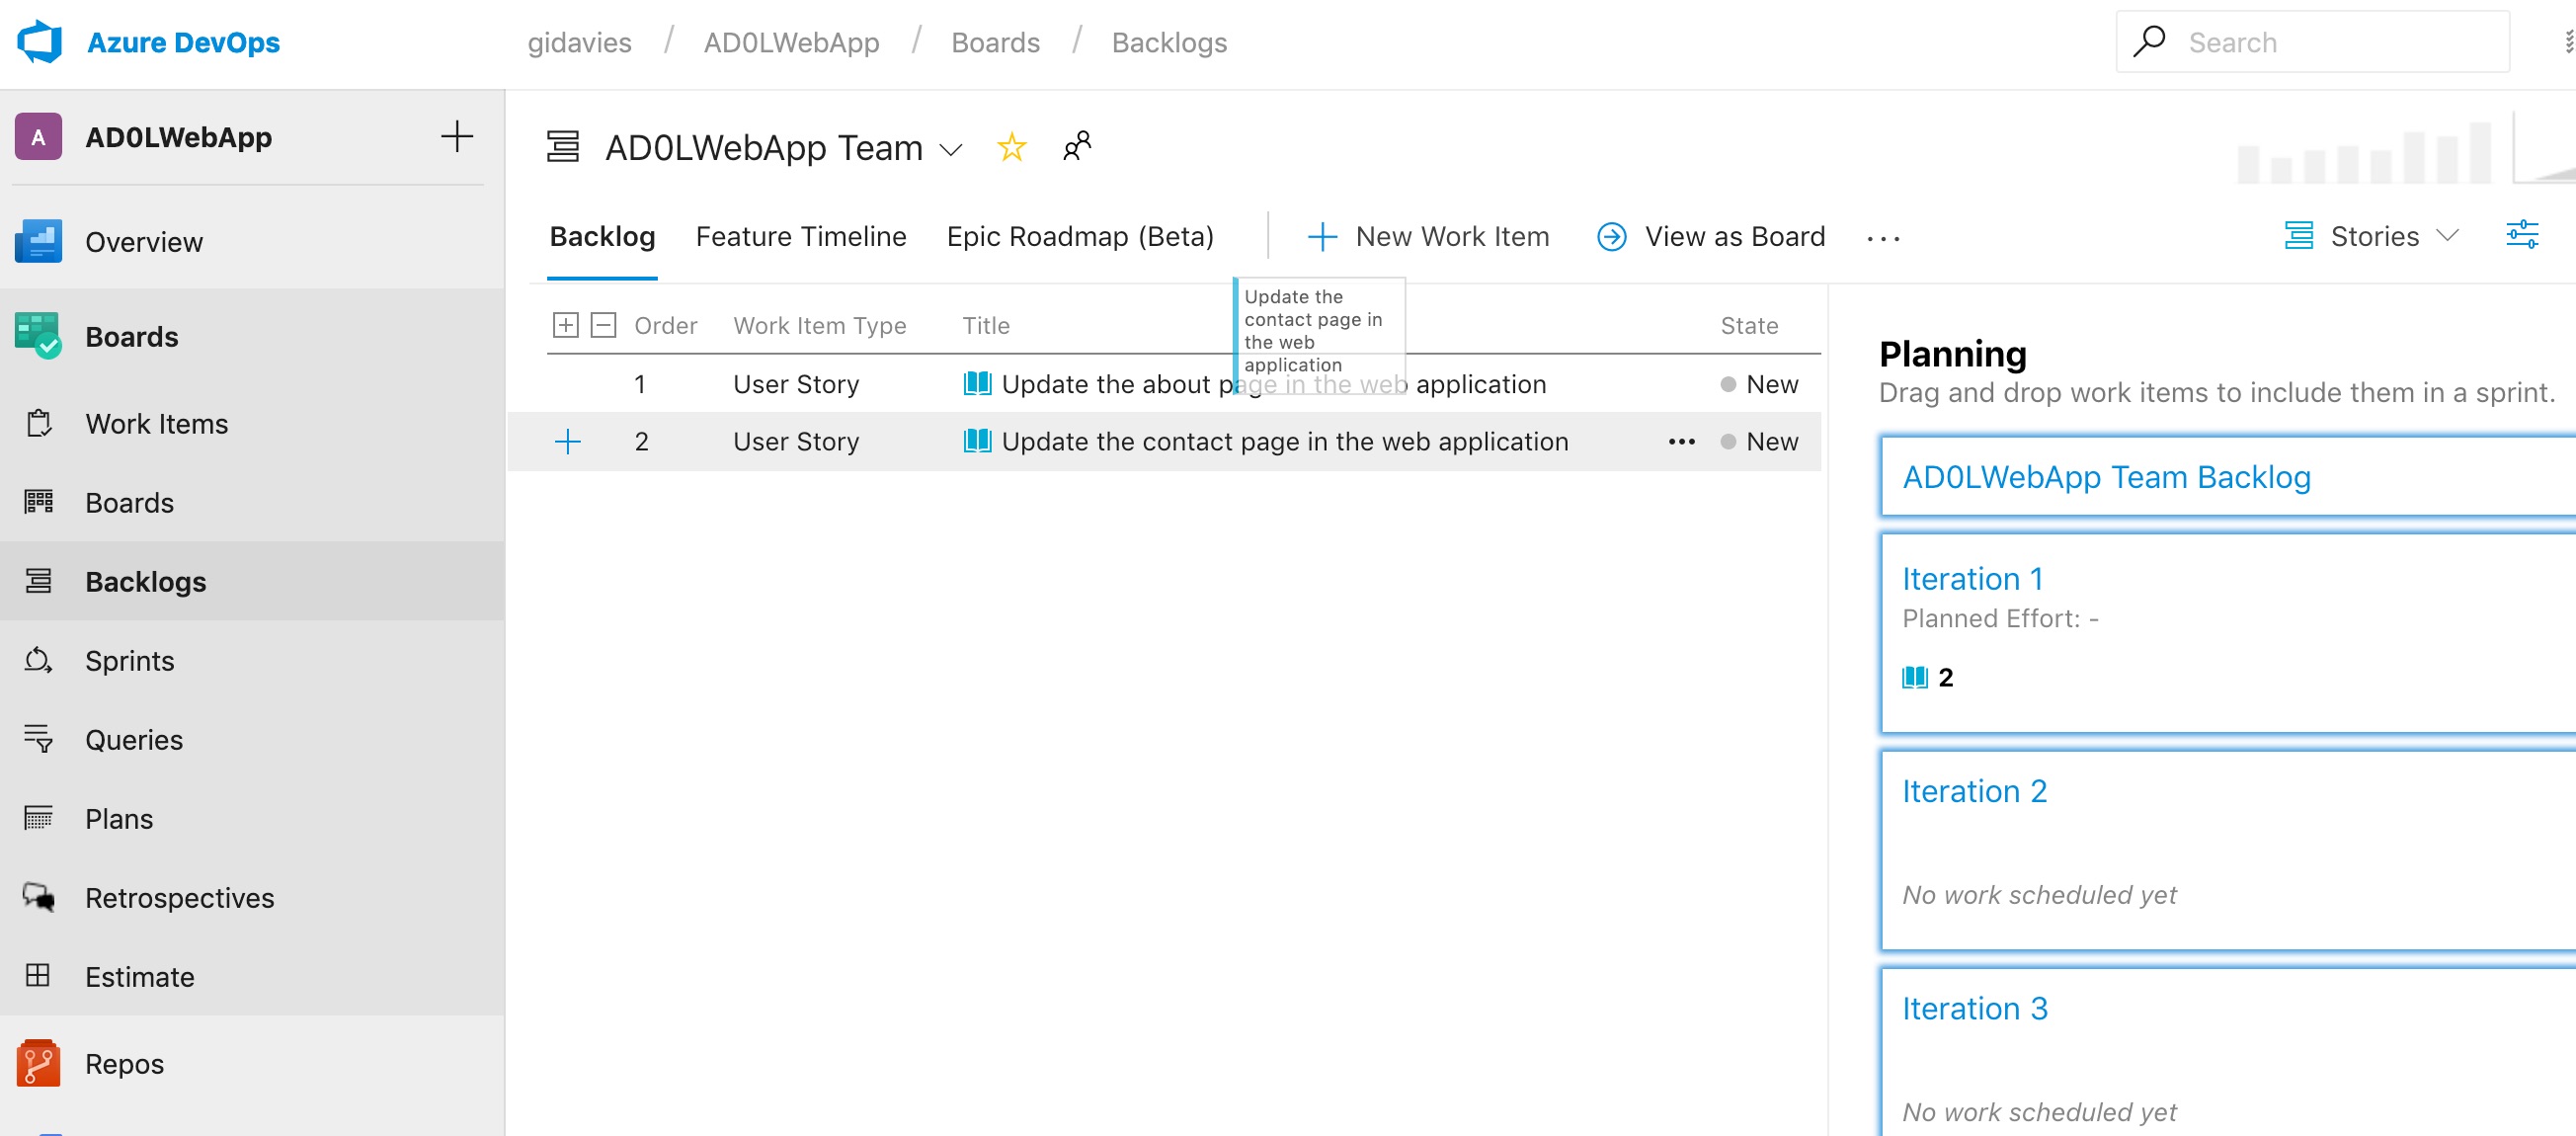 Azure DevOps
gidavies / AD0LWebApp / Boards / Backlogs
Search
A AD0LWebApp
Overview
Boards
Work Items
Boards
Backlogs
Sprints
Queries
Plans
Retrospectives
Estimate
Repos
AD0LWebApp Team
Backlog Feature Timeline Epic Roadmap (Beta) New Work Item View as Board ... Stories
Order Work Item Type Title State
1 User Story Update the about page in the web application New
2 User Story Update the contact page in the web application ... New
Update the
contact page in
the web
application
Planning
Drag and drop work items to include them in a sprint.
AD0LWebApp Team Backlog
Iteration 1
Planned Effort: -
2
Iteration 2
No work scheduled yet
Iteration 3
No work scheduled yet